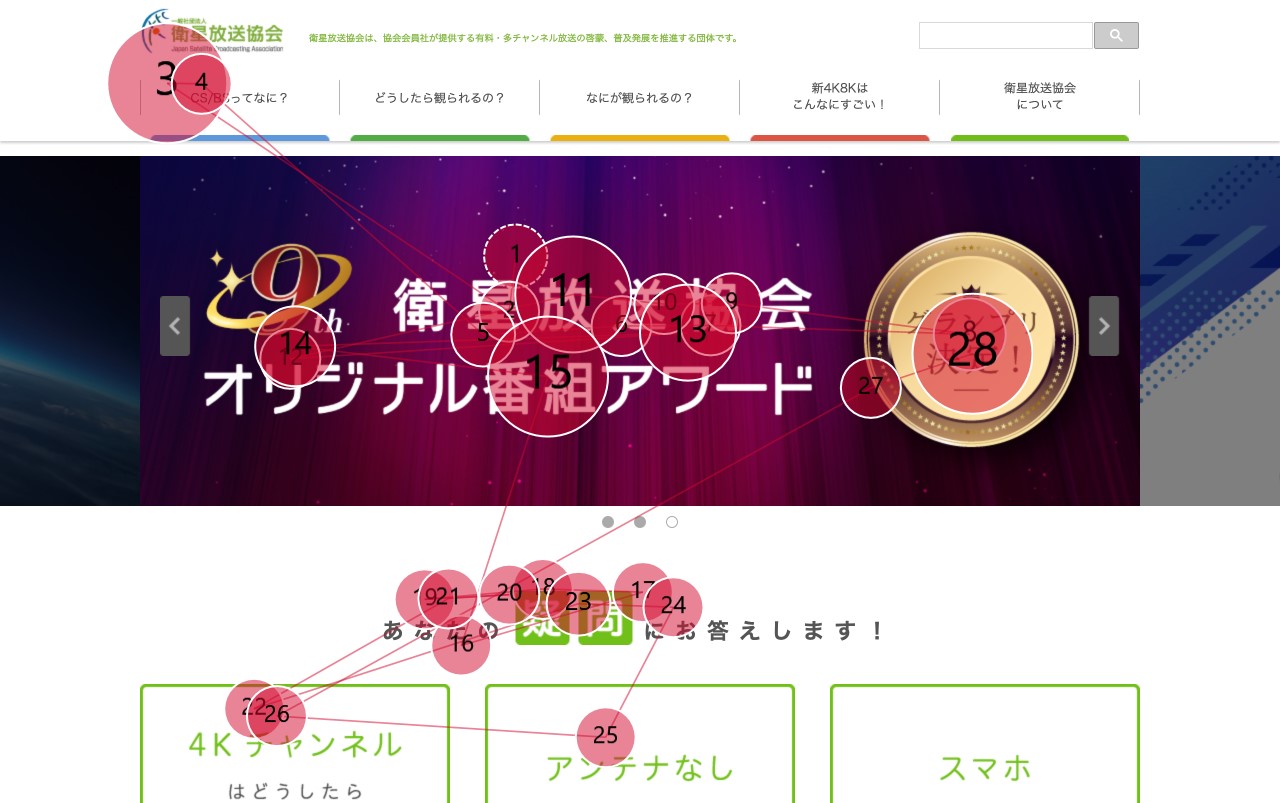 一般社団法人
衛星放送協会
Japan Satellite Broadcasting Association
衛星放送協会は、協会会員社が提供する有料・多チャンネル放送の啓蒙、普及発展を推進する団体です。
CS/BSってなに？
どうしたら観られるの？
なにが観られるの？
新4K8Kは
こんなにすごい！
衛星放送協会
について
3
4
9th
衛星放送協会
オリジナル番組アワード
グランプリ
決定！
1
2
11
10
9
5
6
13
8
14
12
15
28
27
あなたの疑問にお答えします！
19
21
20
18
23
17
24
16
22
26
25
4Kチャンネル
はどうしたら
アンテナなし
スマホ